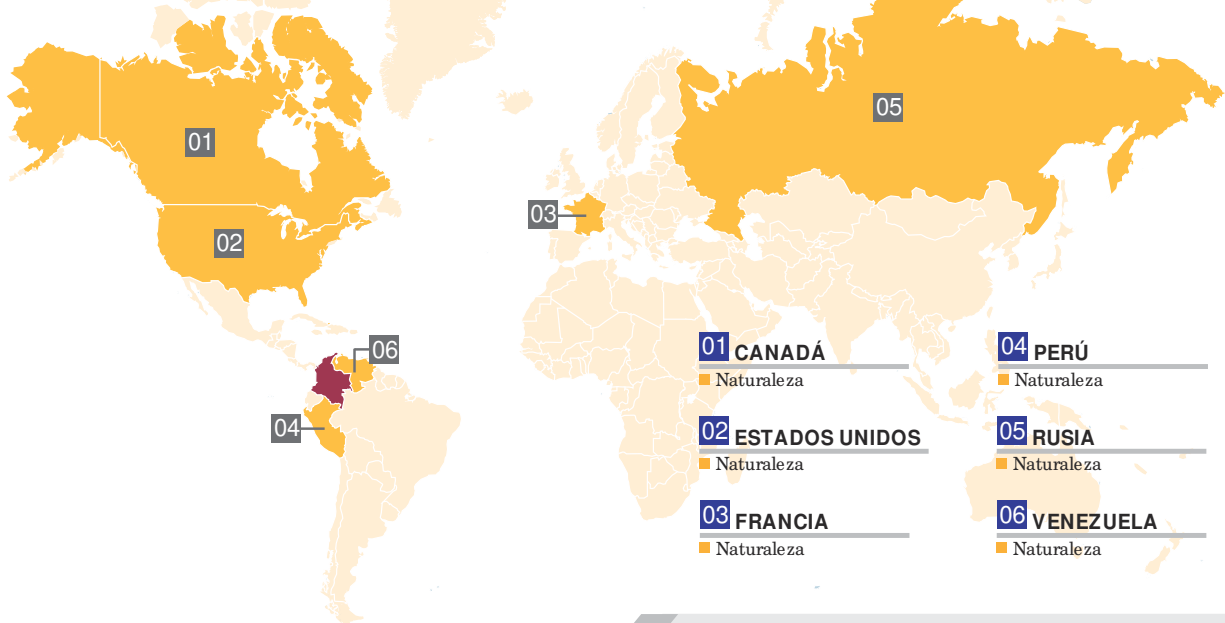 01
05
03
02
06
04
01 CANADÁ
Naturaleza
02 ESTADOS UNIDOS
Naturaleza
03 FRANCIA
Naturaleza
04 PERÚ
Naturaleza
05 RUSIA
Naturaleza
06 VENEZUELA
Naturaleza